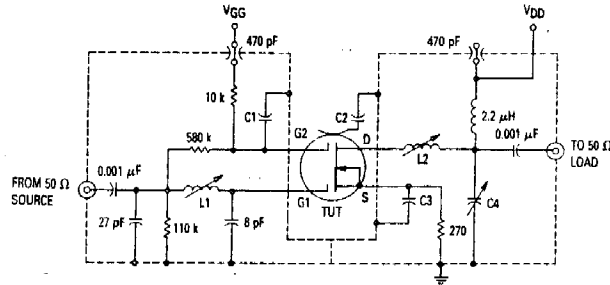 VGG
VDD
470 pF
470 pF
10 k
C1
C2
2.2 μH
580 k
G2
D
0.001 μF
TO 50 Ω
LOAD
L2
0.001 μF
FROM 50 Ω
SOURCE
L1
G1
S
TUT
C3
C4
27 pF
110 k
8 pF
270